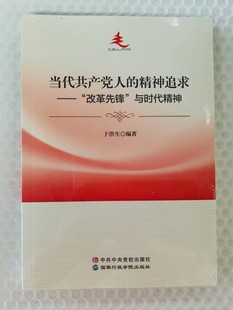 当代共产党人的精神追求
——“改革先锋”与时代精神
于洪生◎编著
中共中央党校出版社
国家行政学院出版社